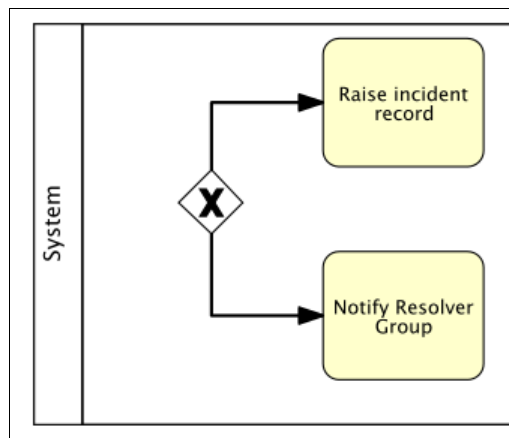 System
Raise incident
record
X
Notify Resolver
Group